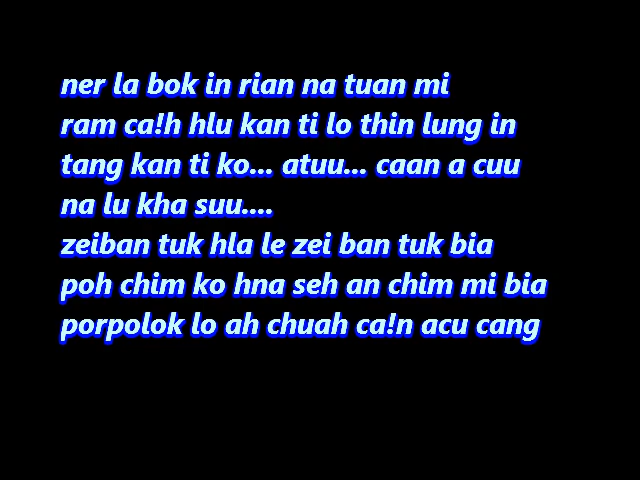 ner la bok in rian na tuan mi
ram ca!h hlu kan ti lo thin lung in
tang kan ti ko... atuu... caan a cuu
na lu kha suu....
zeiban tuk hla le zei ban tuk bia
poh chim ko hna seh an chim mi bia
porpolok lo ah chuah ca!n acu cang